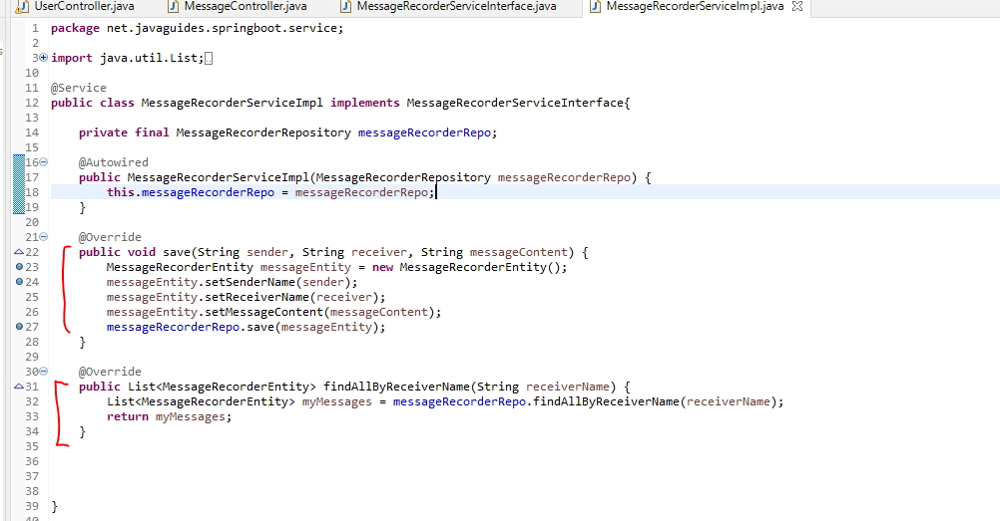 UserController.java MessageController.java MessageRecorderServiceInterface.java MessageRecorderServiceImpl.java
1 package net.javaguides.springboot.service;
2
3 import java.util.List;
10
11 @Service
12 public class MessageRecorderServiceImpl implements MessageRecorderServiceInterface{
13
14 private final MessageRecorderRepository messageRecorderRepo;
15
16 @Autowired
17 public MessageRecorderServiceImpl(MessageRecorderRepository messageRecorderRepo) {
18 this.messageRecorderRepo = messageRecorderRepo;
19 }
20
21 @Override
22 public void save(String sender, String receiver, String messageContent) {
23 MessageRecorderEntity messageEntity = new MessageRecorderEntity();
24 messageEntity.setSenderName(sender);
25 messageEntity.setReceiverName(receiver);
26 messageEntity.setMessageContent(messageContent);
27 messageRecorderRepo.save(messageEntity);
28 }
29
30 @Override
31 public List<MessageRecorderEntity> findAllByReceiverName(String receiverName) {
32 List<MessageRecorderEntity> myMessages = messageRecorderRepo.findAllByReceiverName(receiverName);
33 return myMessages;
34 }
35
36
37
38
39 }